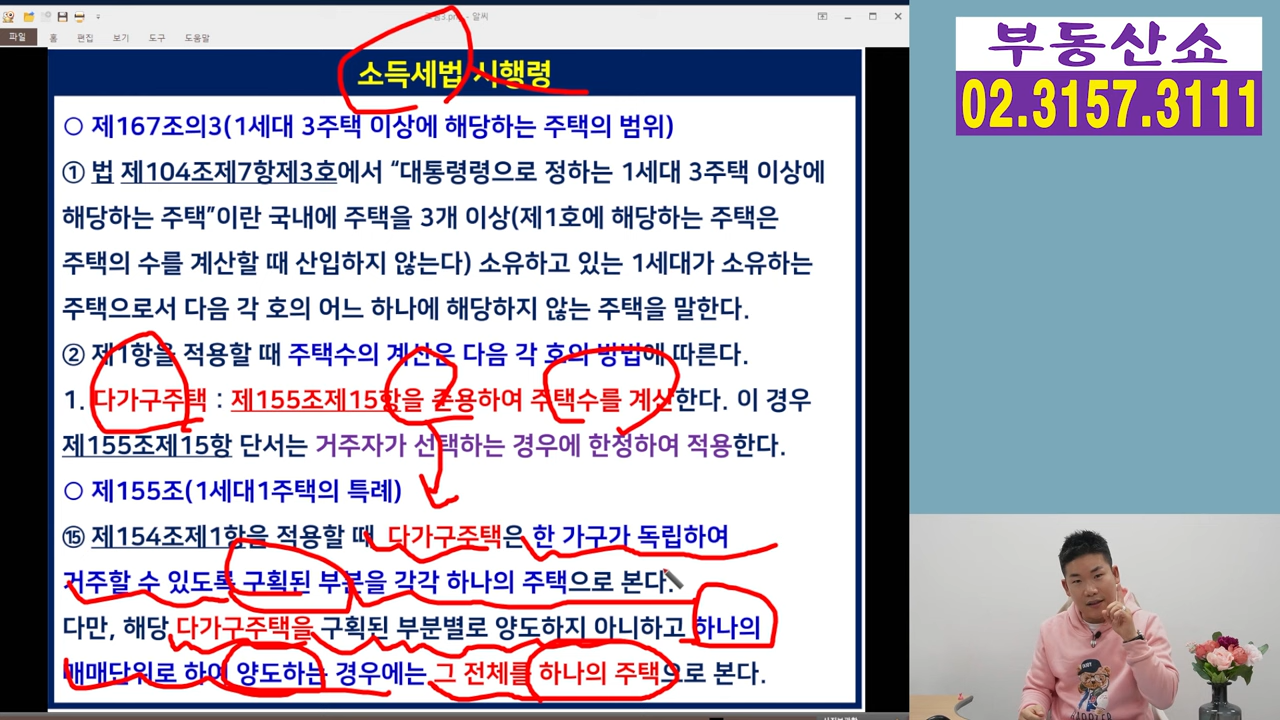 부동산쇼
02.3157.3111
알씨
파일 홈 편집 보기 도구 도움말
소득세법 시행령
○ 제167조의3(1세대 3주택 이상에 해당하는 주택의 범위)
① 법 제104조제7항제3호에서 “대통령령으로 정하는 1세대 3주택 이상에
해당하는 주택”이란 국내에 주택을 3개 이상(제1호에 해당하는 주택은
주택의 수를 계산할 때 산입하지 않는다) 소유하고 있는 1세대가 소유하는
주택으로서 다음 각 호의 어느 하나에 해당하지 않는 주택을 말한다.
② 제1항을 적용할 때 주택수의 계산은 다음 각 호의 방법에 따른다.
1. 다가구주택 : 제155조제15항을 준용하여 주택수를 계산한다. 이 경우
제155조제15항 단서는 거주자가 선택하는 경우에 한정하여 적용한다.
○ 제155조(1세대1주택의 특례)
⑮ 제154조제1항을 적용할 때 다가구주택은 한 가구가 독립하여
거주할 수 있도록 구획된 부분을 각각 하나의 주택으로 본다.
다만, 해당 다가구주택을 구획된 부분별로 양도하지 아니하고 하나의
매매단위로 하여 양도하는 경우에는 그 전체를 하나의 주택으로 본다.